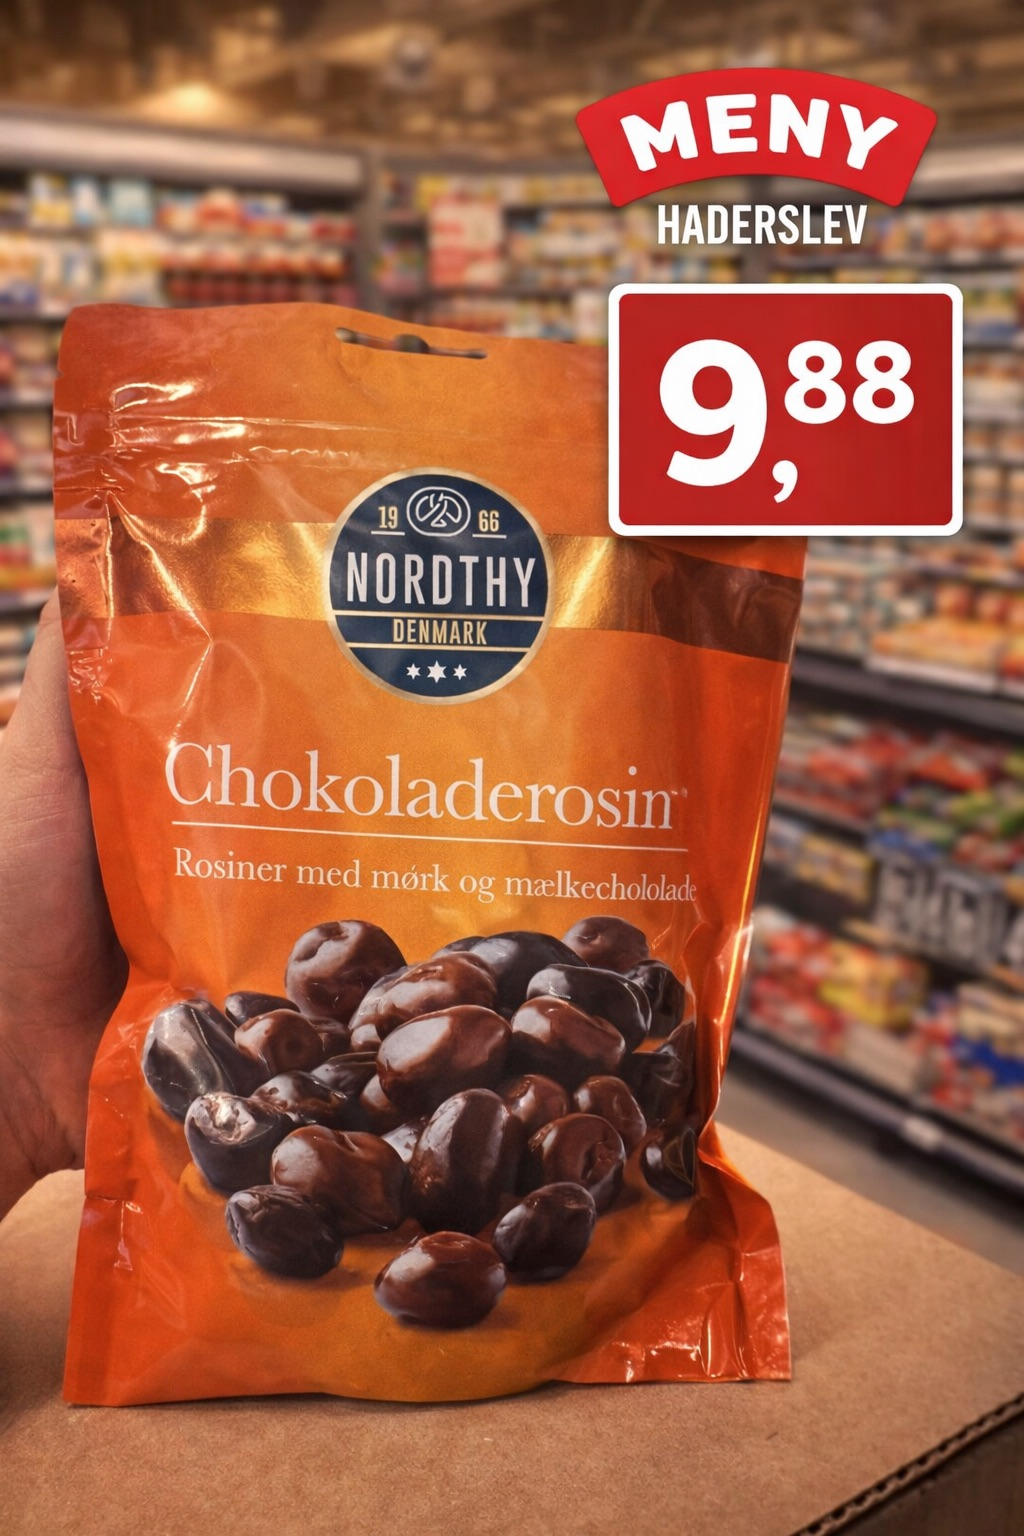 MENY
HADERSLEV
9,88
19 66
NORDTHY
DENMARK
Chokoladerosin
Rosiner med mørk og mælkechololade